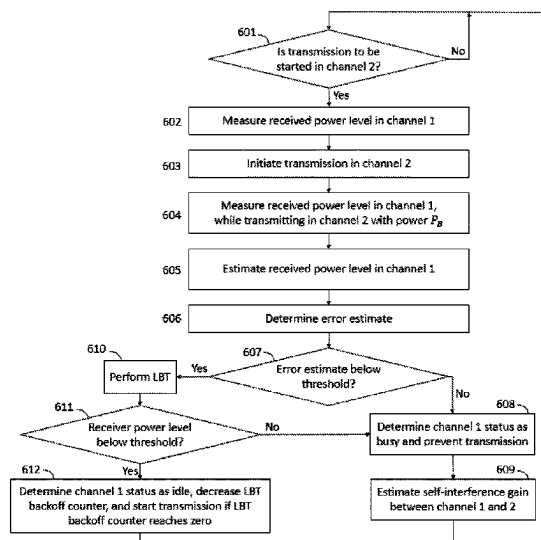 601
Is transmission to be
started in channel 2?
No
Yes
602
Measure received power level in channel 1
603
Initiate transmission in channel 2
604
Measure received power level in channel 1,
while transmitting in channel 2 with power P_B
605
Estimate received power level in channel 1
606
Determine error estimate
607
Error estimate below
threshold?
Yes
No
610
Perform LBT
611
Receiver power level
below threshold?
No
Yes
608
Determine channel 1 status as
busy and prevent transmission
612
Determine channel 1 status as idle, decrease LBT
backoff counter, and start transmission if LBT
backoff counter reaches zero
609
Estimate self-interference gain
between channel 1 and 2